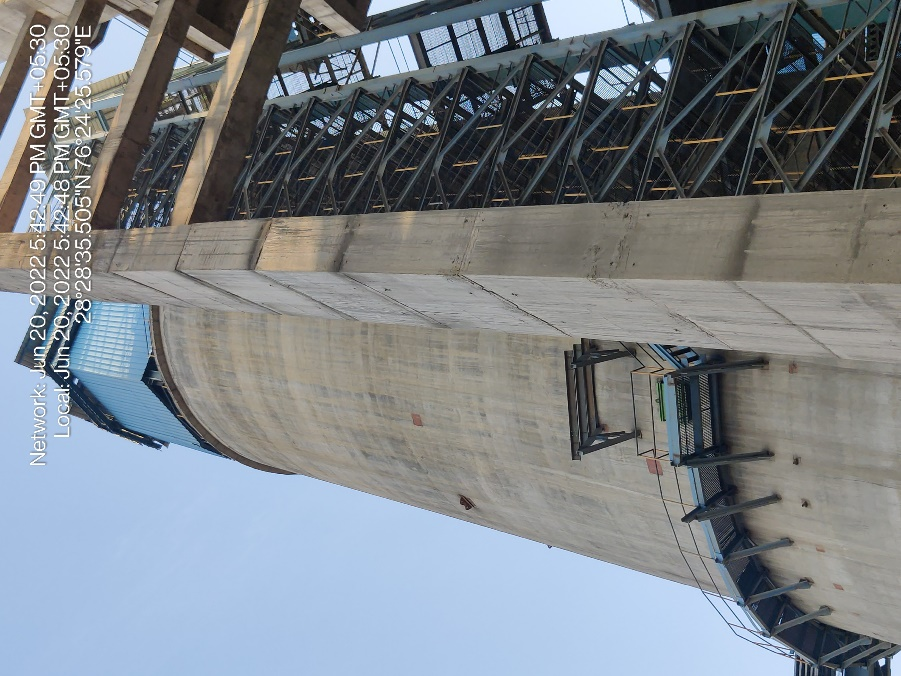 Network: Jun 20, 2022 5:42:49 PM GMT+05:30
Local: Jun 20, 2022 5:42:48 PM GMT+05:30
28°28'35.505"N 76°24'25.579"E